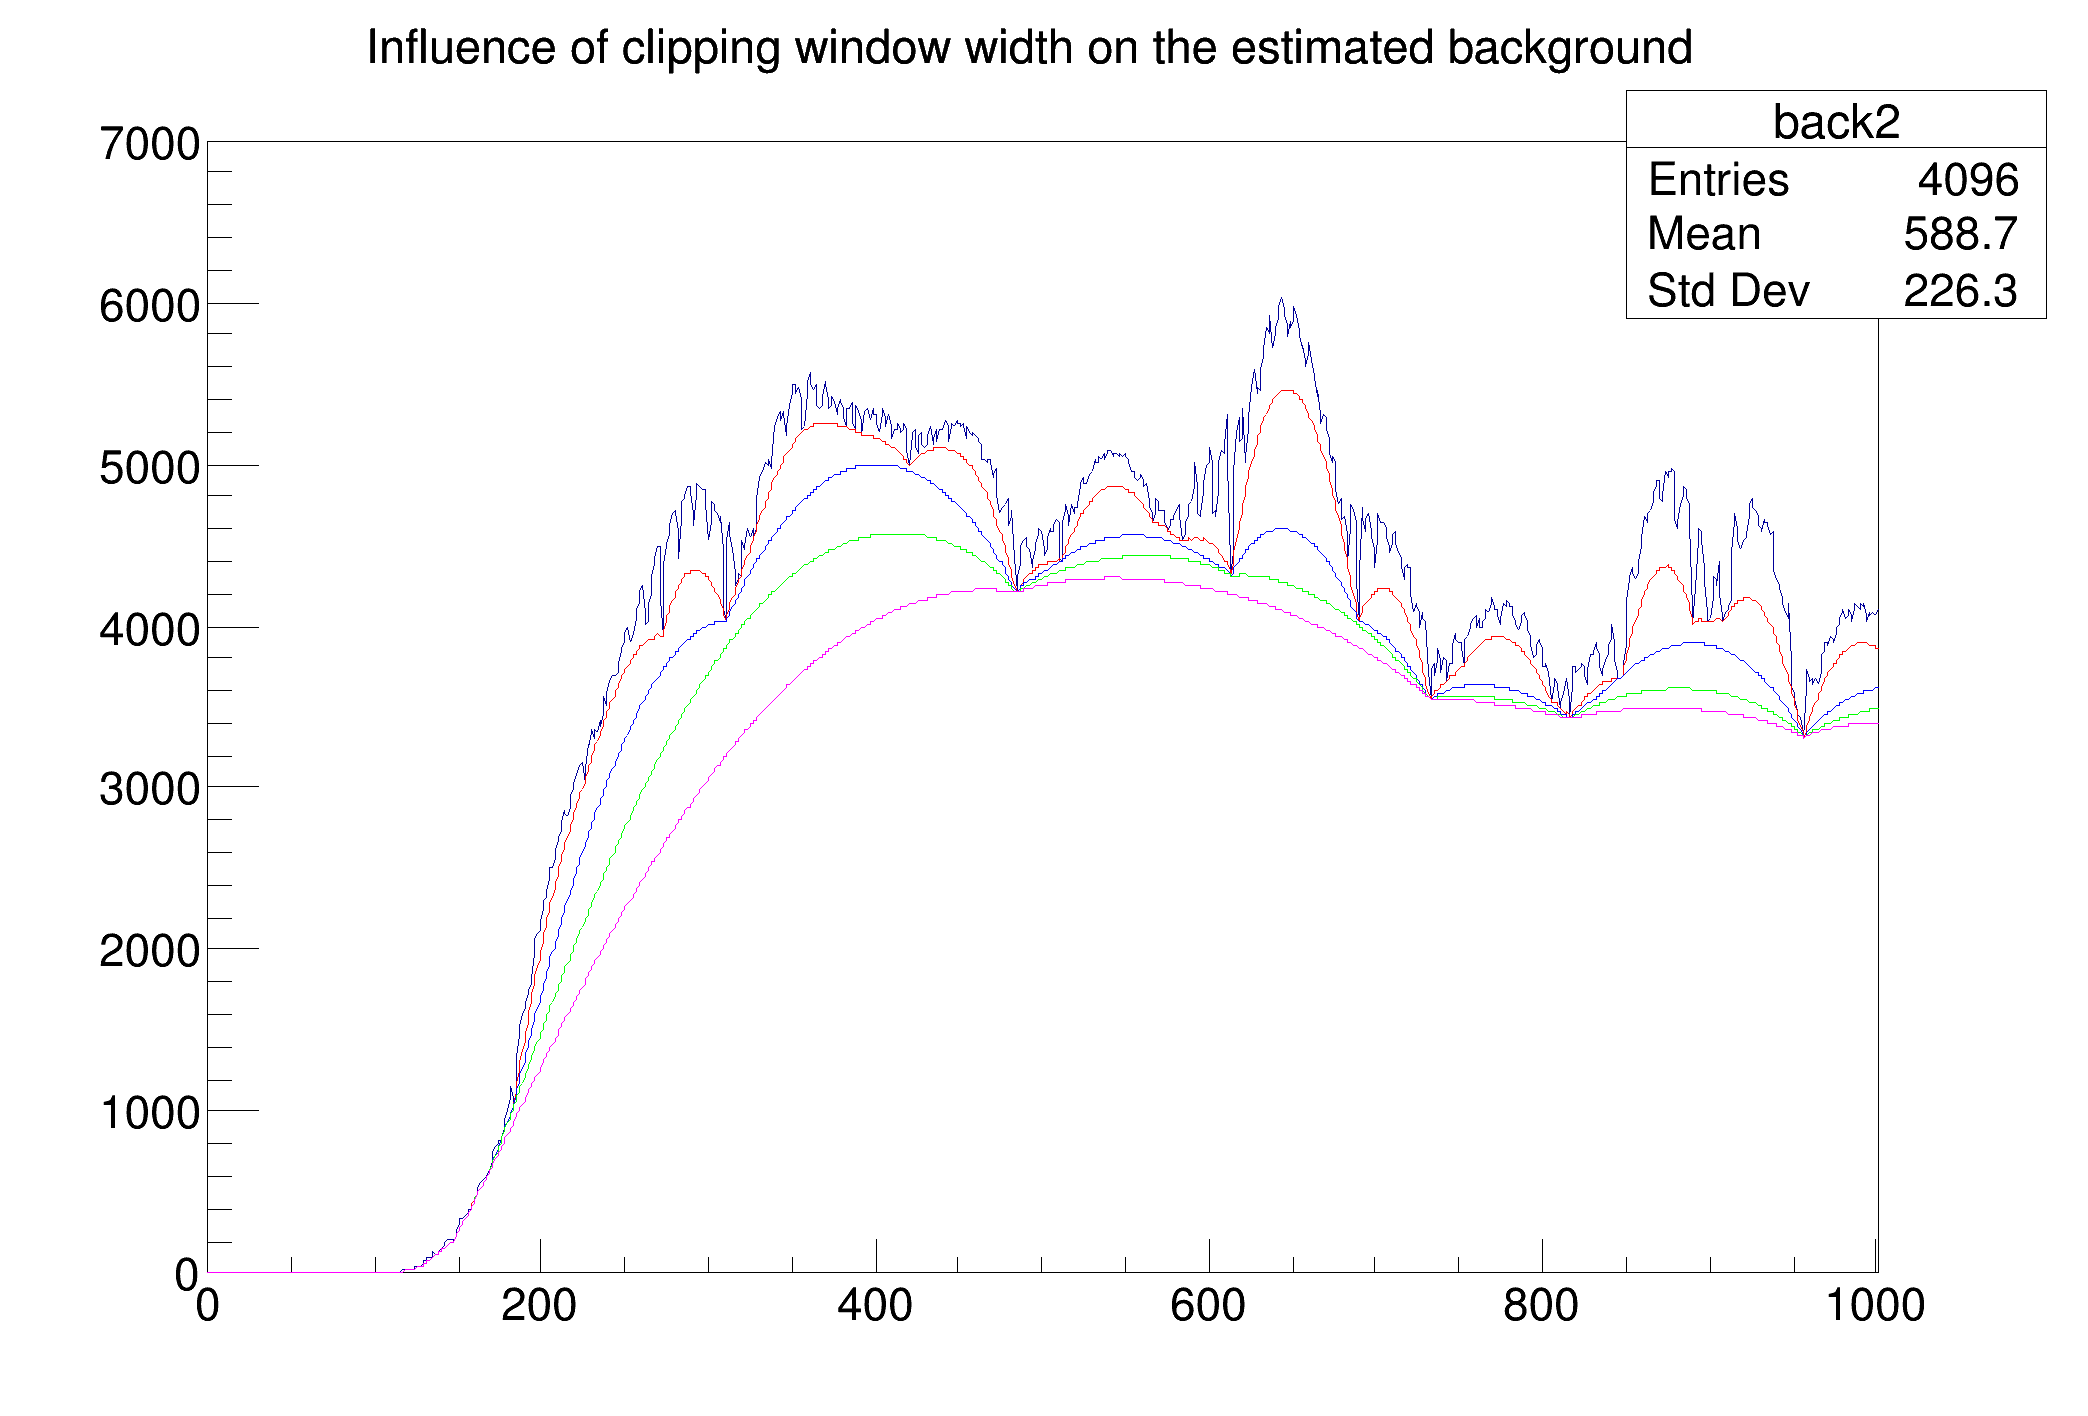 Influence of clipping window width on the estimated background
back2
Entries 4096
Mean 588.7
Std Dev 226.3
7000
6000
5000
4000
3000
2000
1000
0
0 200 400 600 800 1000